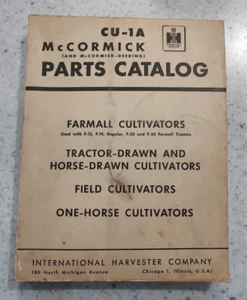 CU-1A
McCORMICK
(AND McCORMICK-DEERING)
PARTS CATALOG
FARMALL CULTIVATORS
Used with F-12, F-14, Regular, F-20 and F-30 Farmall Tractors
TRACTOR-DRAWN AND
HORSE-DRAWN CULTIVATORS
FIELD CULTIVATORS
ONE-HORSE CULTIVATORS
INTERNATIONAL HARVESTER COMPANY
180 North Michigan Avenue Chicago 1, Illinois, U.S.A.